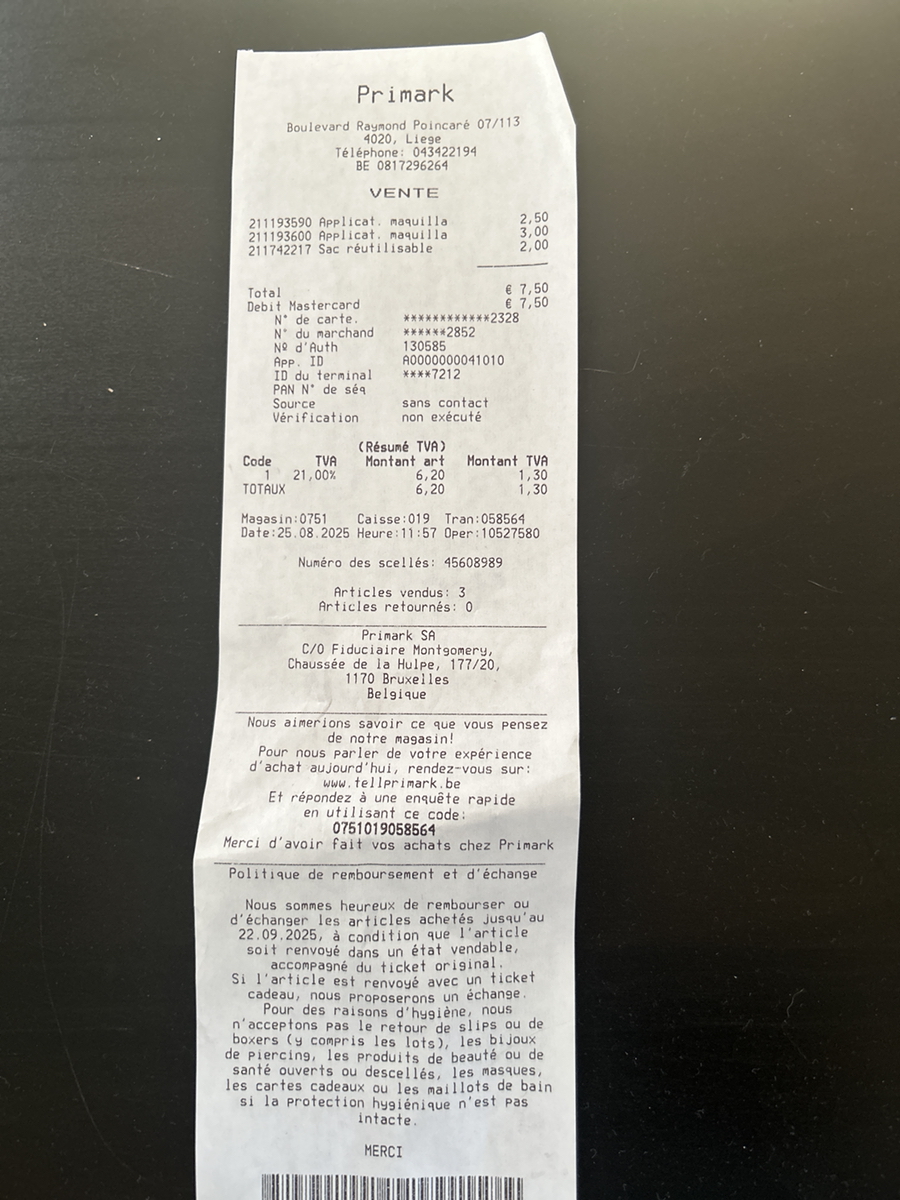 Primark
Boulevard Raymond Poincaré 07/113
4020, Liege
Téléphone: 043422194
BE 0817296264
VENTE
211193590 Applicat. maquilla 2,50
211193600 Applicat. maquilla 3,00
211742217 Sac réutilisable 2,00
Total € 7,50
Debit Mastercard € 7,50
N° de carte. ************2328
N° du marchand ******2852
Nº d'Auth 130585
App. ID A0000000041010
ID du terminal ****7212
PAN N° de séq
Source sans contact
Vérification non exécuté
(Résumé TVA)
Code TVA Montant art Montant TVA
1 21,00% 6,20 1,30
TOTAUX 6,20 1,30
Magasin:0751 Caisse:019 Tran:058564
Date:25.08.2025 Heure:11:57 Oper:10527580
Numéro des scellés: 45608989
Articles vendus: 3
Articles retournés: 0
Primark SA
C/O Fiduciaire Montgomery,
Chaussée de la Hulpe, 177/20,
1170 Bruxelles
Belgique
Nous aimerions savoir ce que vous pensez
de notre magasin!
Pour nous parler de votre expérience
d'achat aujourd'hui, rendez-vous sur:
www.tellprimark.be
Et répondez à une enquête rapide
en utilisant ce code:
0751019058564
Merci d'avoir fait vos achats chez Primark
Politique de remboursement et d'échange
Nous sommes heureux de rembourser ou
d'échanger les articles achetés jusqu'au
22.09.2025, à condition que l'article
soit renvoyé dans un état vendable,
accompagné du ticket original.
Si l'article est renvoyé avec un ticket
cadeau, nous proposerons un échange.
Pour des raisons d'hygiène, nous
n'acceptons pas le retour de slips ou de
boxers (y compris les lots), les bijoux
de piercing, les produits de beauté ou de
santé ouverts ou descellés, les masques,
les cartes cadeaux ou les maillots de bain
si la protection hygiénique n'est pas
intacte.
MERCI